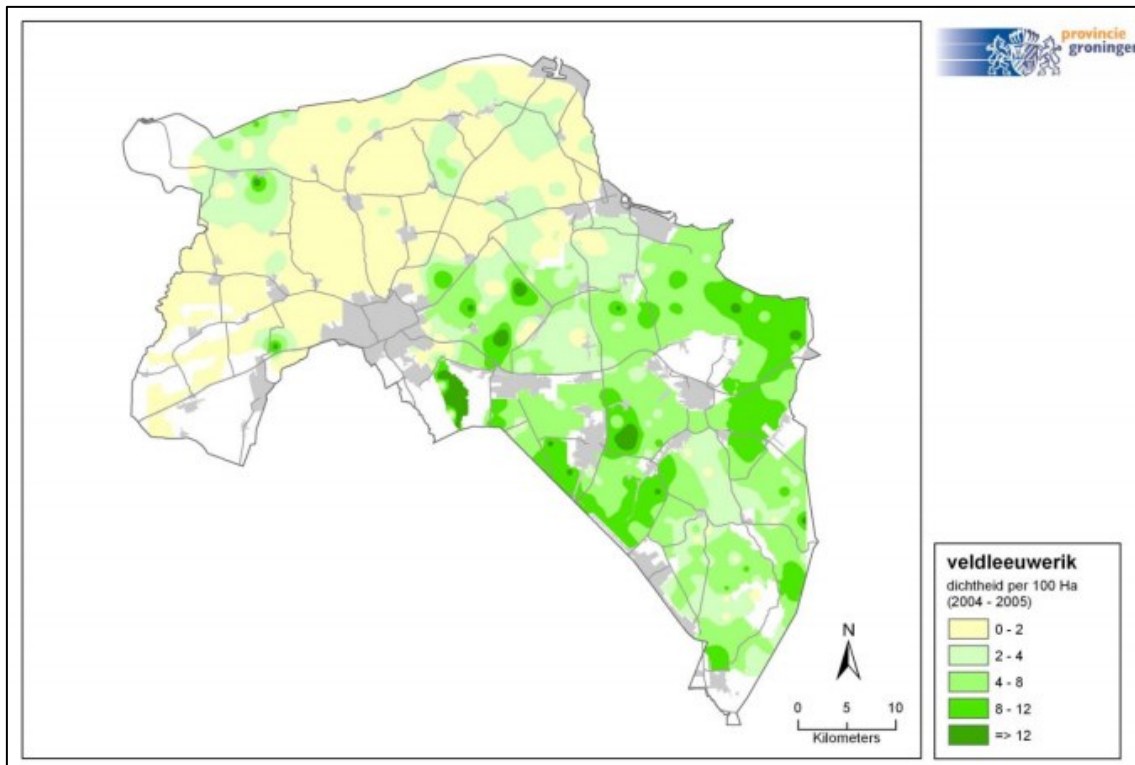 provincie
groningen
veldleeuwerik
dichtheid per 100 Ha
(2004 - 2005)
0 - 2
2 - 4
4 - 8
8 - 12
=> 12
N
0 5 10
Kilometers